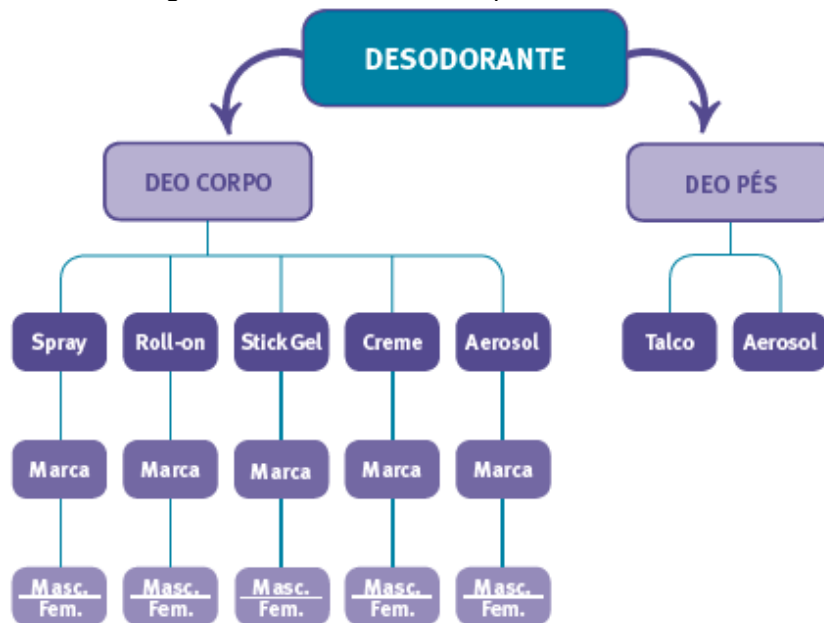 DESODORANTE
DEO CORPO
DEO PÉS
Spray
Roll-on
Stick Gel
Creme
Aerosol
Talco
Aerosol
Marca
Marca
Marca
Marca
Marca
Masc.
Fem.
Masc.
Fem.
Masc.
Fem.
Masc.
Fem.
Masc.
Fem.